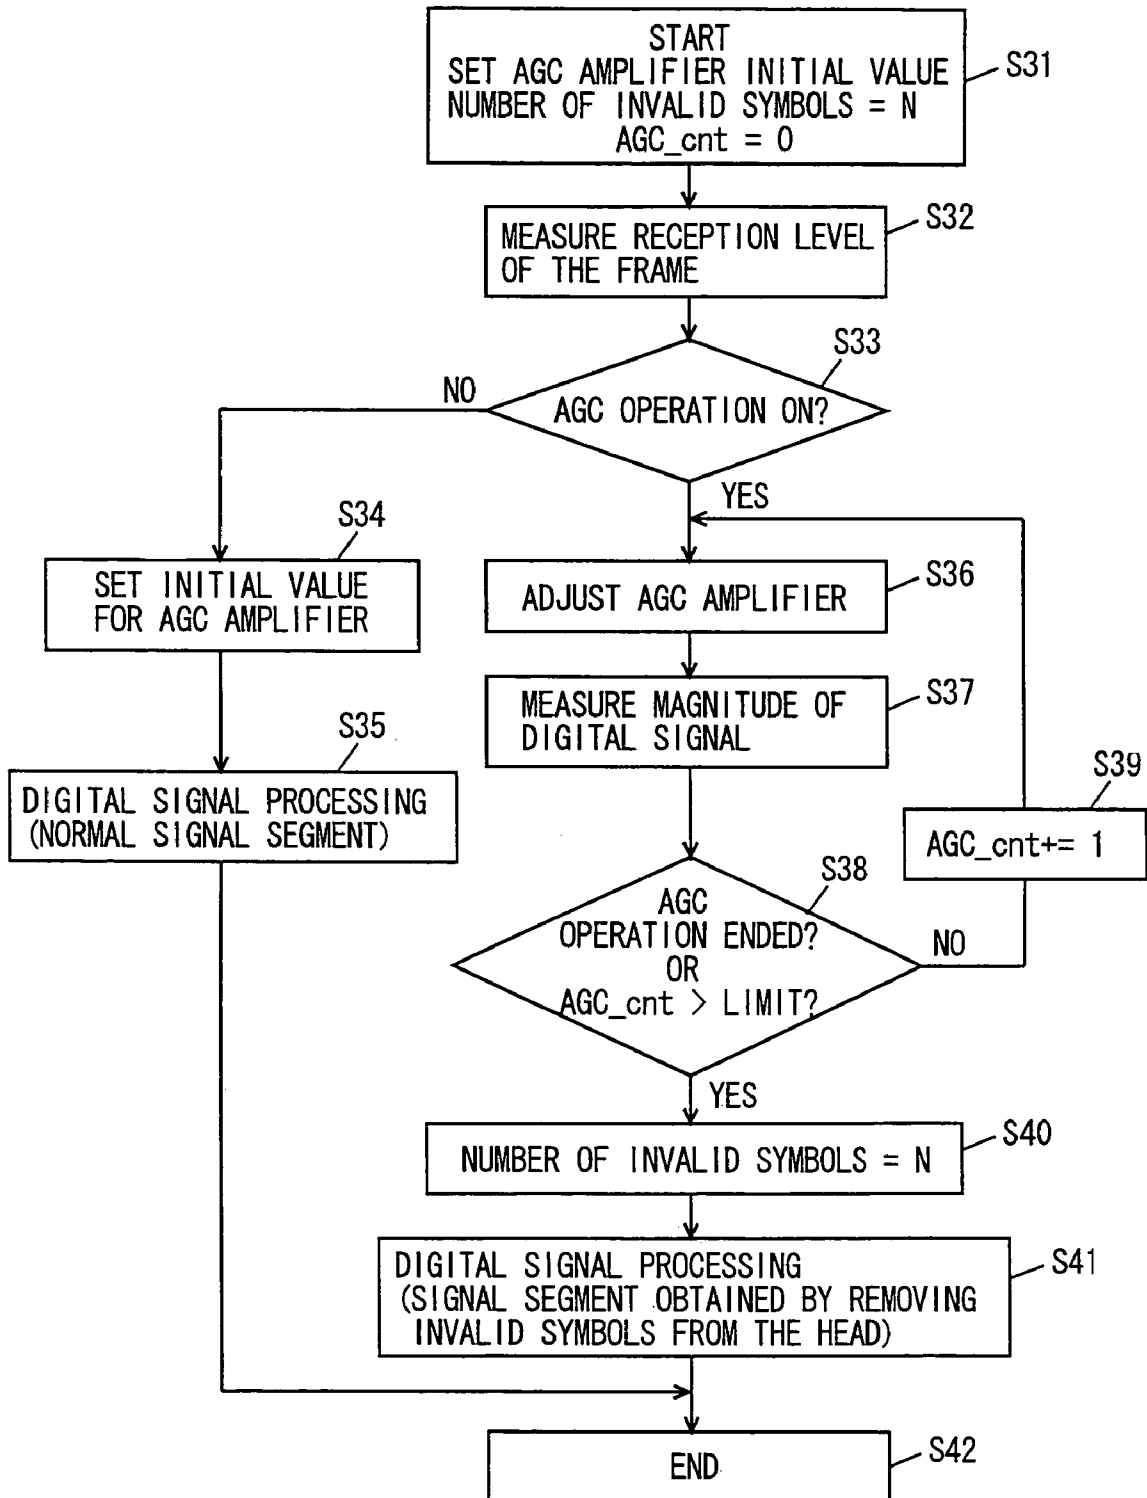 START
SET AGC AMPLIFIER INITIAL VALUE
NUMBER OF INVALID SYMBOLS = N
AGC_cnt = 0
S31
MEASURE RECEPTION LEVEL
OF THE FRAME
S32
AGC OPERATION ON?
S33
NO
YES
SET INITIAL VALUE
FOR AGC AMPLIFIER
S34
DIGITAL SIGNAL PROCESSING
(NORMAL SIGNAL SEGMENT)
S35
ADJUST AGC AMPLIFIER
S36
MEASURE MAGNITUDE OF
DIGITAL SIGNAL
S37
AGC
OPERATION ENDED?
OR
AGC_cnt > LIMIT?
S38
NO
AGC_cnt+= 1
S39
YES
NUMBER OF INVALID SYMBOLS = N
S40
DIGITAL SIGNAL PROCESSING
(SIGNAL SEGMENT OBTAINED BY REMOVING
INVALID SYMBOLS FROM THE HEAD)
S41
END
S42